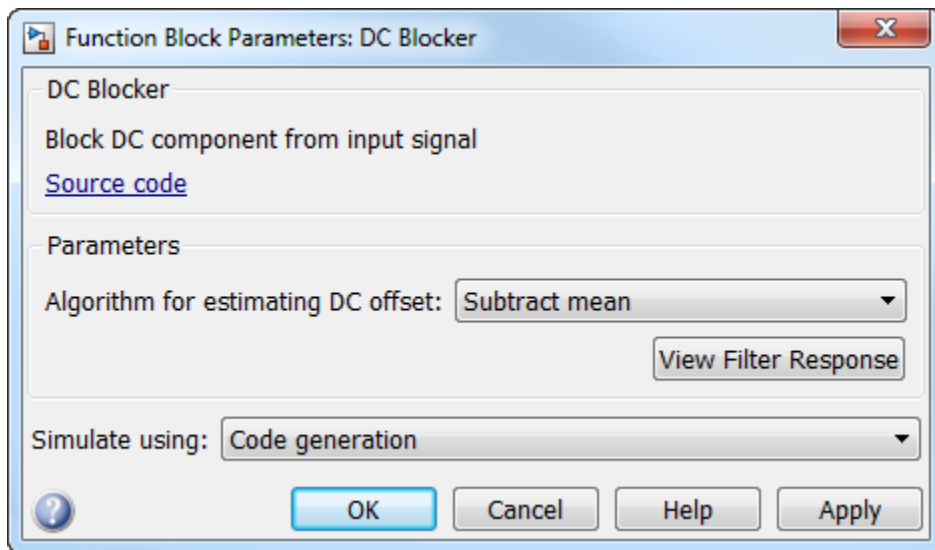 Function Block Parameters: DC Blocker
DC Blocker
Block DC component from input signal
Source code
Parameters
Algorithm for estimating DC offset: Subtract mean
View Filter Response
Simulate using: Code generation
? OK Cancel Help Apply